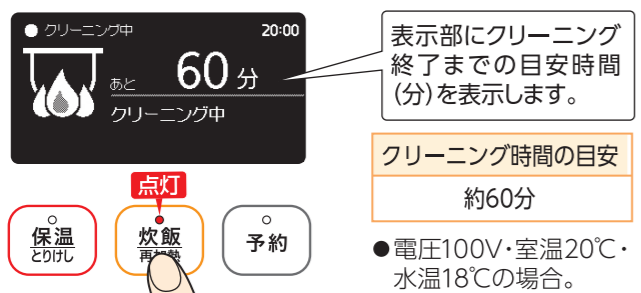 クリーニング中 20:00
あと 60 分
クリーニング中
表示部にクリーニング
終了までの目安時間
(分)を表示します。
クリーニング時間の目安
約60分
点灯
保温
とりけし
炊飯
再加熱
予約
●電圧100V・室温20℃・
水温18℃の場合。